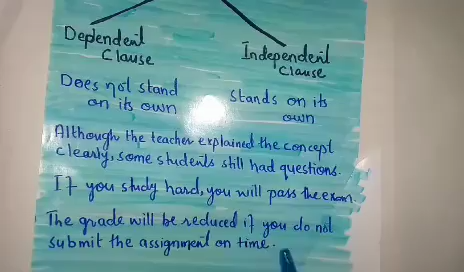 Dependent
Clause
Independent
Clause
Does not stand
on its own
Stands on its
own
Although the teacher explained the concept
clearly, some students still had questions.
If you study hard, you will pass the exam.
The grade will be reduced if you do not
submit the assignment on time.